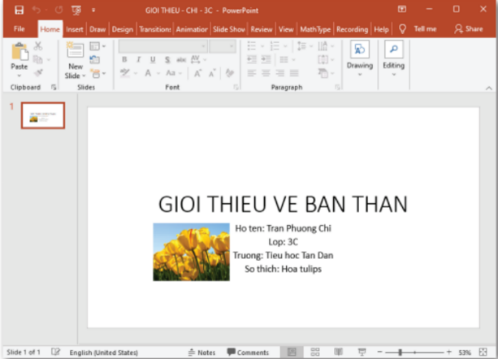 GIOI THIEU - CHI - 3C - PowerPoint
File Home Insert Draw Design Transitions Animation Slide Show Review View MathType Recording Help Tell me Share
Paste
New Slide
Drawing
Editing
Clipboard Slides Font Paragraph
1
GIOI THIEU VE BAN THAN
Ho ten: Tran Phuong Chi
Lop: 3C
Truong: Tieu hoc Tan Dan
So thich: Hoa tulips
Slide 1 of 1 English (United States) Notes Comments 53%